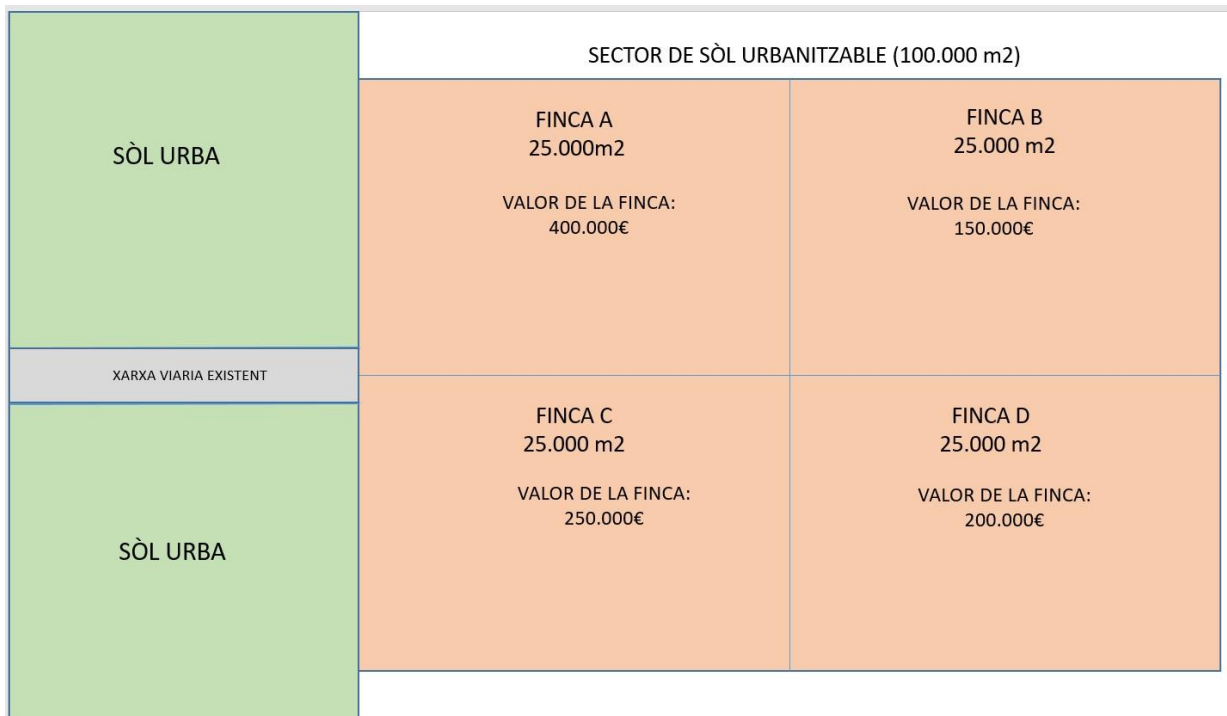 SECTOR DE SÒL URBANITZABLE (100.000 m2)
SÒL URBA
FINCA A
25.000m2
VALOR DE LA FINCA:
400.000€
FINCA B
25.000 m2
VALOR DE LA FINCA:
150.000€
XARXA VIARIA EXISTENT
SÒL URBA
FINCA C
25.000 m2
VALOR DE LA FINCA:
250.000€
FINCA D
25.000 m2
VALOR DE LA FINCA:
200.000€